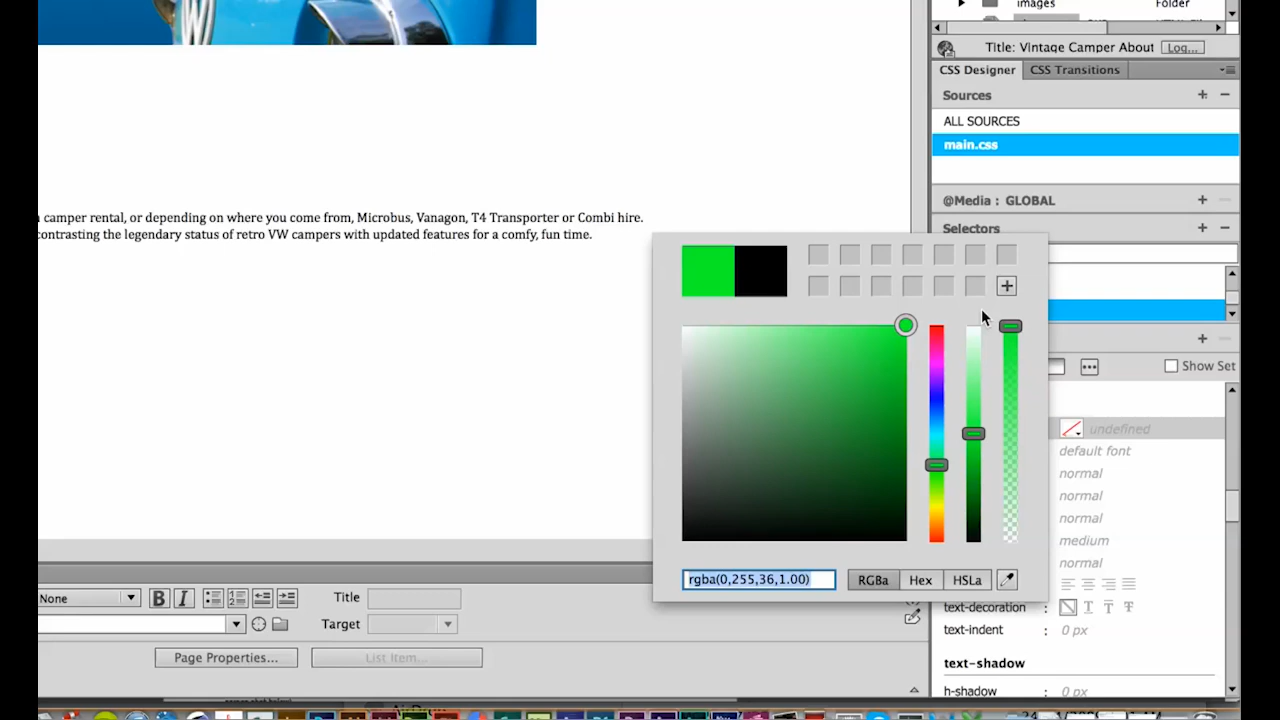 images Folder
Title: Vintage Camper About Log...
CSS Designer CSS Transitions
Sources
ALL SOURCES
main.css
@Media : GLOBAL
Selectors
camper rental, or depending on where you come from, Microbus, Vanagon, T4 Transporter or Combi hire.
contrasting the legendary status of retro VW campers with updated features for a comfy, fun time.
Show Set
undefined
default font
normal
normal
normal
medium
normal
rgba(0,255,36,1.00) RGBa Hex HSLa
None B I Title
text-decoration : T T T
Target
text-indent : 0 px
Page Properties... List Item...
text-shadow
h-shadow : 0 px